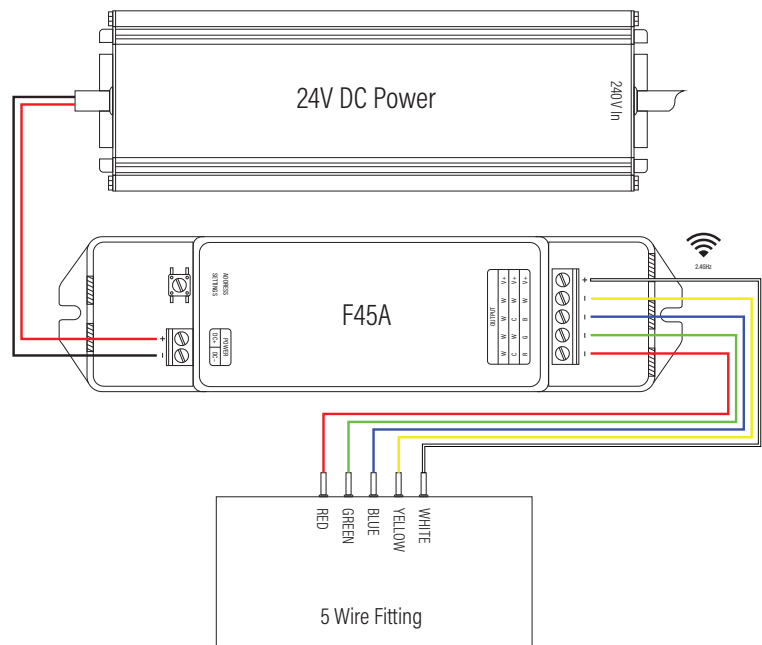 24V DC Power
240V In
2.4GHz
ADDRESS
SETTINGS
F45A
V+ W B G R
V+ W C W C
V+ W W W W
OUTPUT
+
-
-
-
-
POWER
DC+ DC-
+
-
RED
GREEN
BLUE
YELLOW
WHITE
5 Wire Fitting